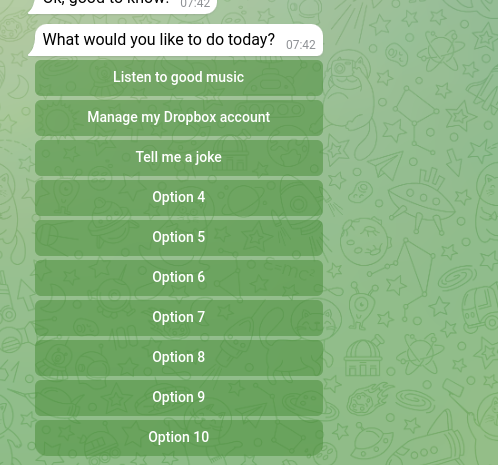 Ok, good to know! 07:42
What would you like to do today? 07:42
Listen to good music
Manage my Dropbox account
Tell me a joke
Option 4
Option 5
Option 6
Option 7
Option 8
Option 9
Option 10